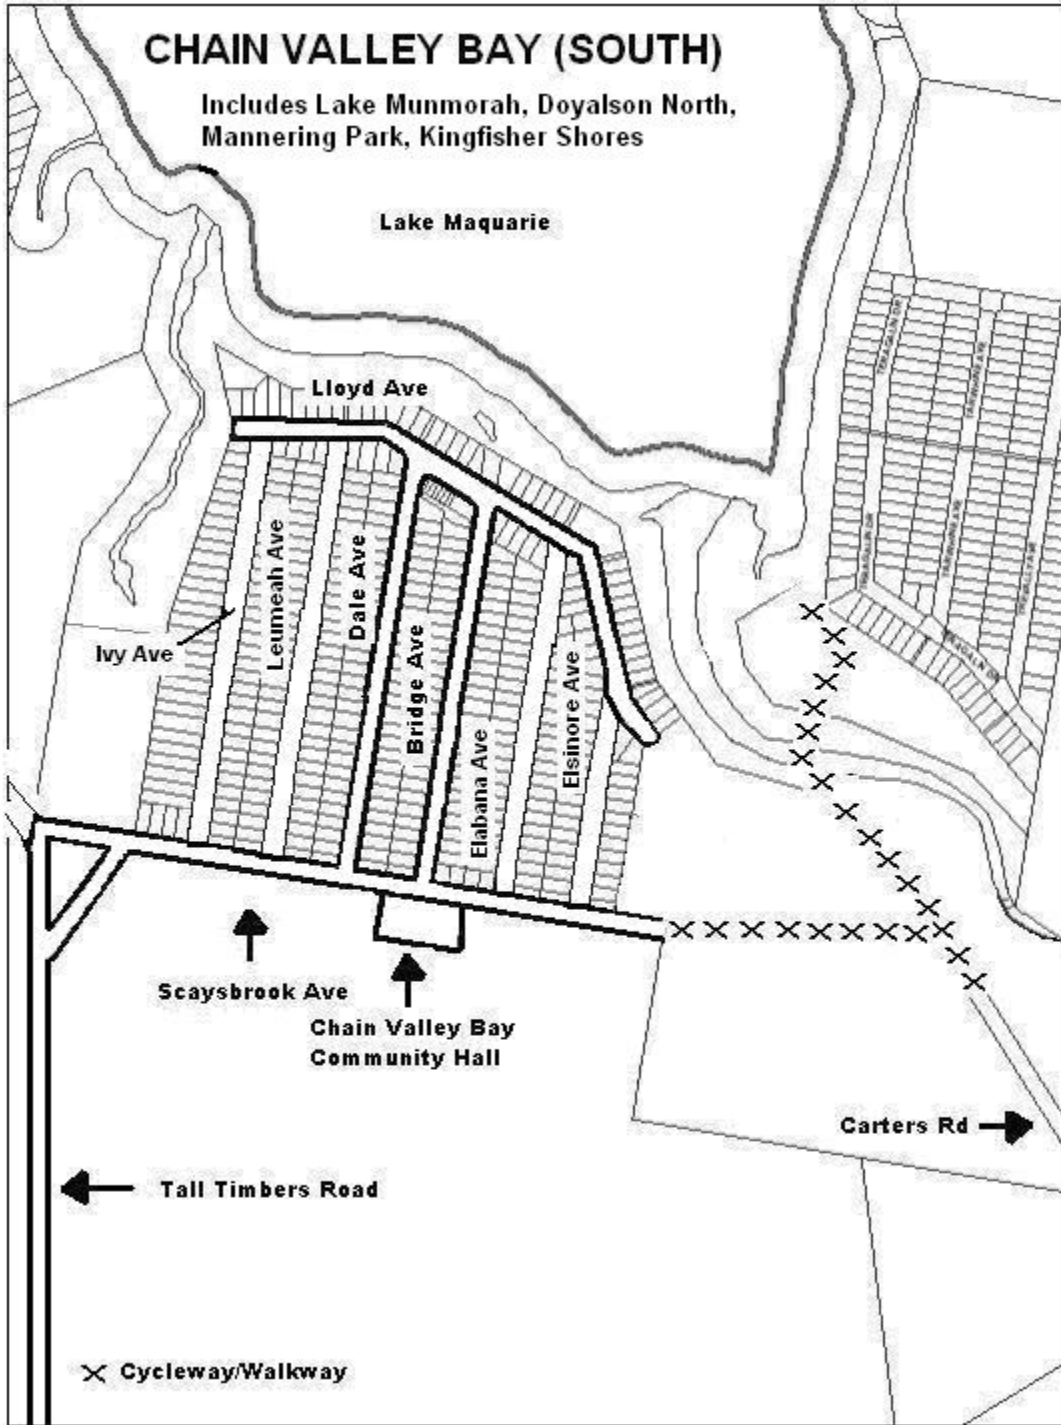 CHAIN VALLEY BAY (SOUTH)
Includes Lake Munmorah, Doyalson North,
Mannering Park, Kingfisher Shores
Lake Maquarie
Lloyd Ave
Leumeah Ave
Dale Ave
Ivy Ave
Bridge Ave
Elsinore Ave
Elabana Ave
Scaysbrook Ave
Chain Valley Bay
Community Hall
Carters Rd
Tall Timbers Road
Cycleway/Walkway